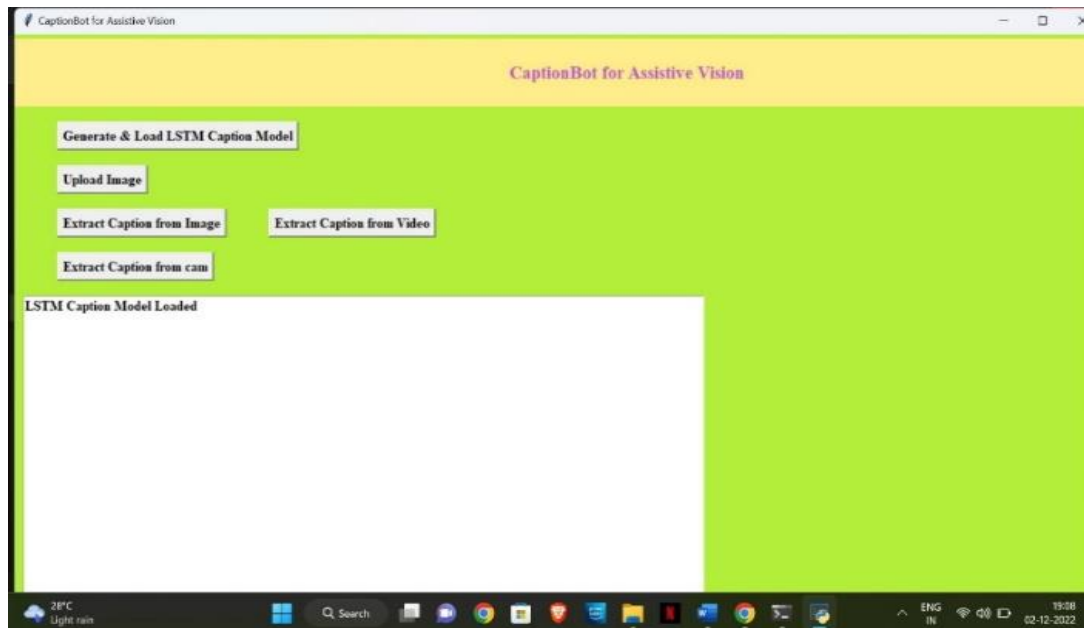 CaptionBot for Assistive Vision
CaptionBot for Assistive Vision
Generate & Load LSTM Caption Model
Upload Image
Extract Caption from Image
Extract Caption from Video
Extract Caption from cam
LSTM Caption Model Loaded
28°C
Light rain
Search
ENG
IN
19:08
02-12-2022